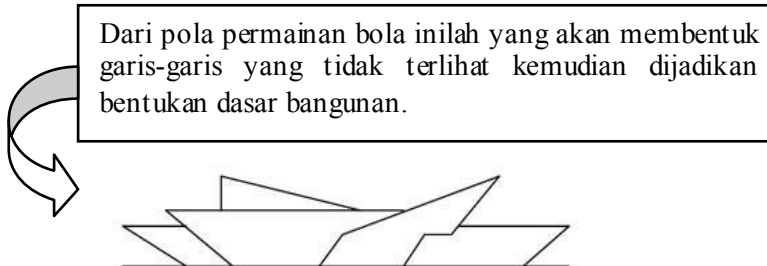 Dari pola permainan bola inilah yang akan membentuk
garis-garis yang tidak terlihat kemudian dijadikan
bentukan dasar bangunan.